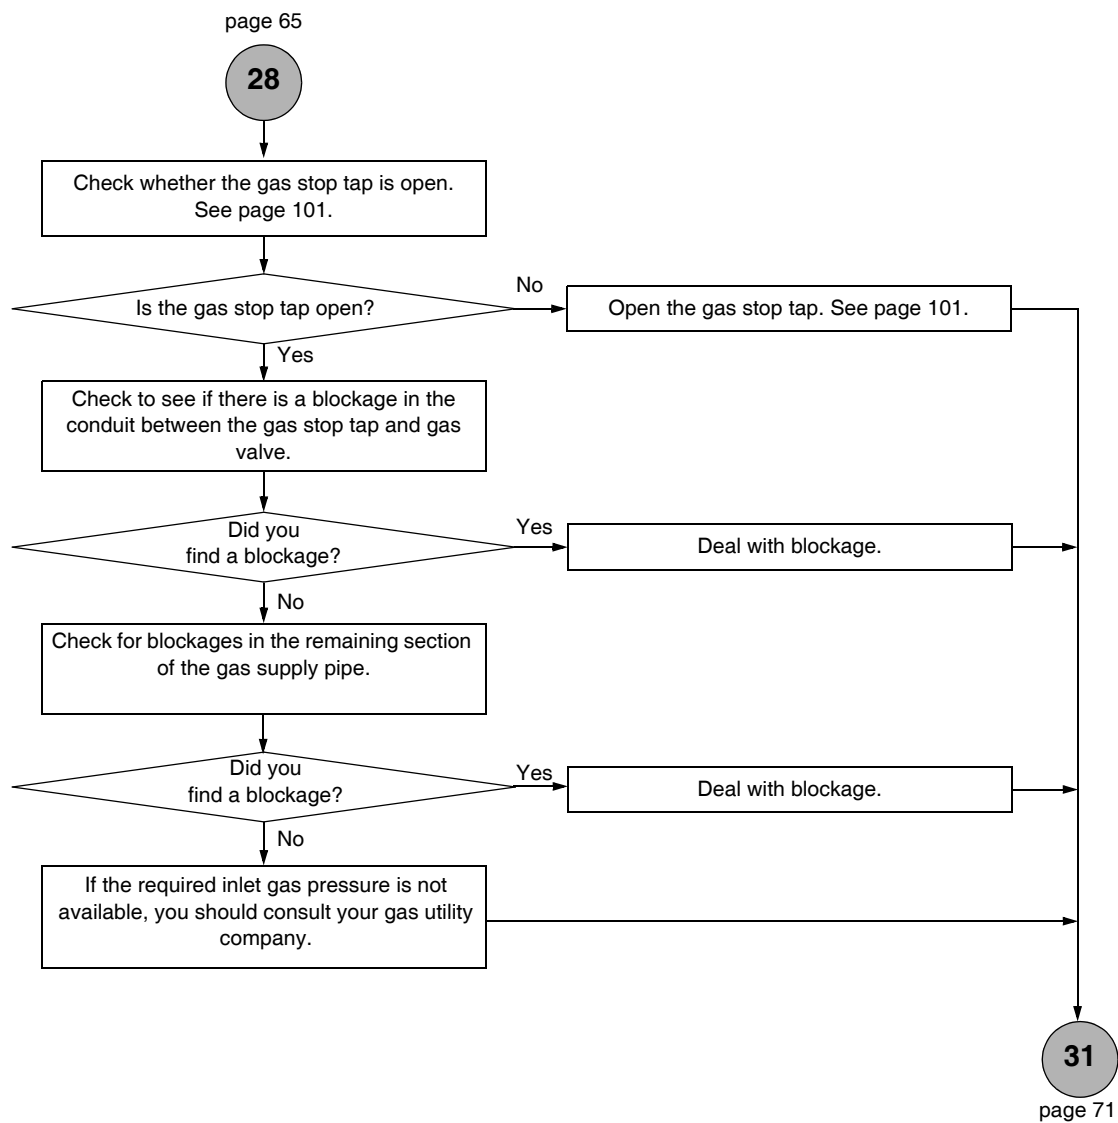 page 65
28
Check whether the gas stop tap is open.
See page 101.
Is the gas stop tap open?
No
Open the gas stop tap. See page 101.
Yes
Check to see if there is a blockage in the
conduit between the gas stop tap and gas
valve.
Did you
find a blockage?
Yes
Deal with blockage.
No
Check for blockages in the remaining section
of the gas supply pipe.
Did you
find a blockage?
Yes
Deal with blockage.
No
If the required inlet gas pressure is not
available, you should consult your gas utility
company.
31
page 71